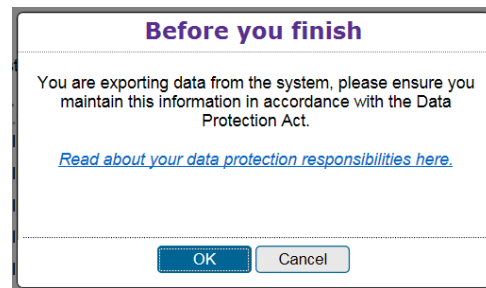 Before you finish
You are exporting data from the system, please ensure you
maintain this information in accordance with the Data
Protection Act.
Read about your data protection responsibilities here.
OK Cancel